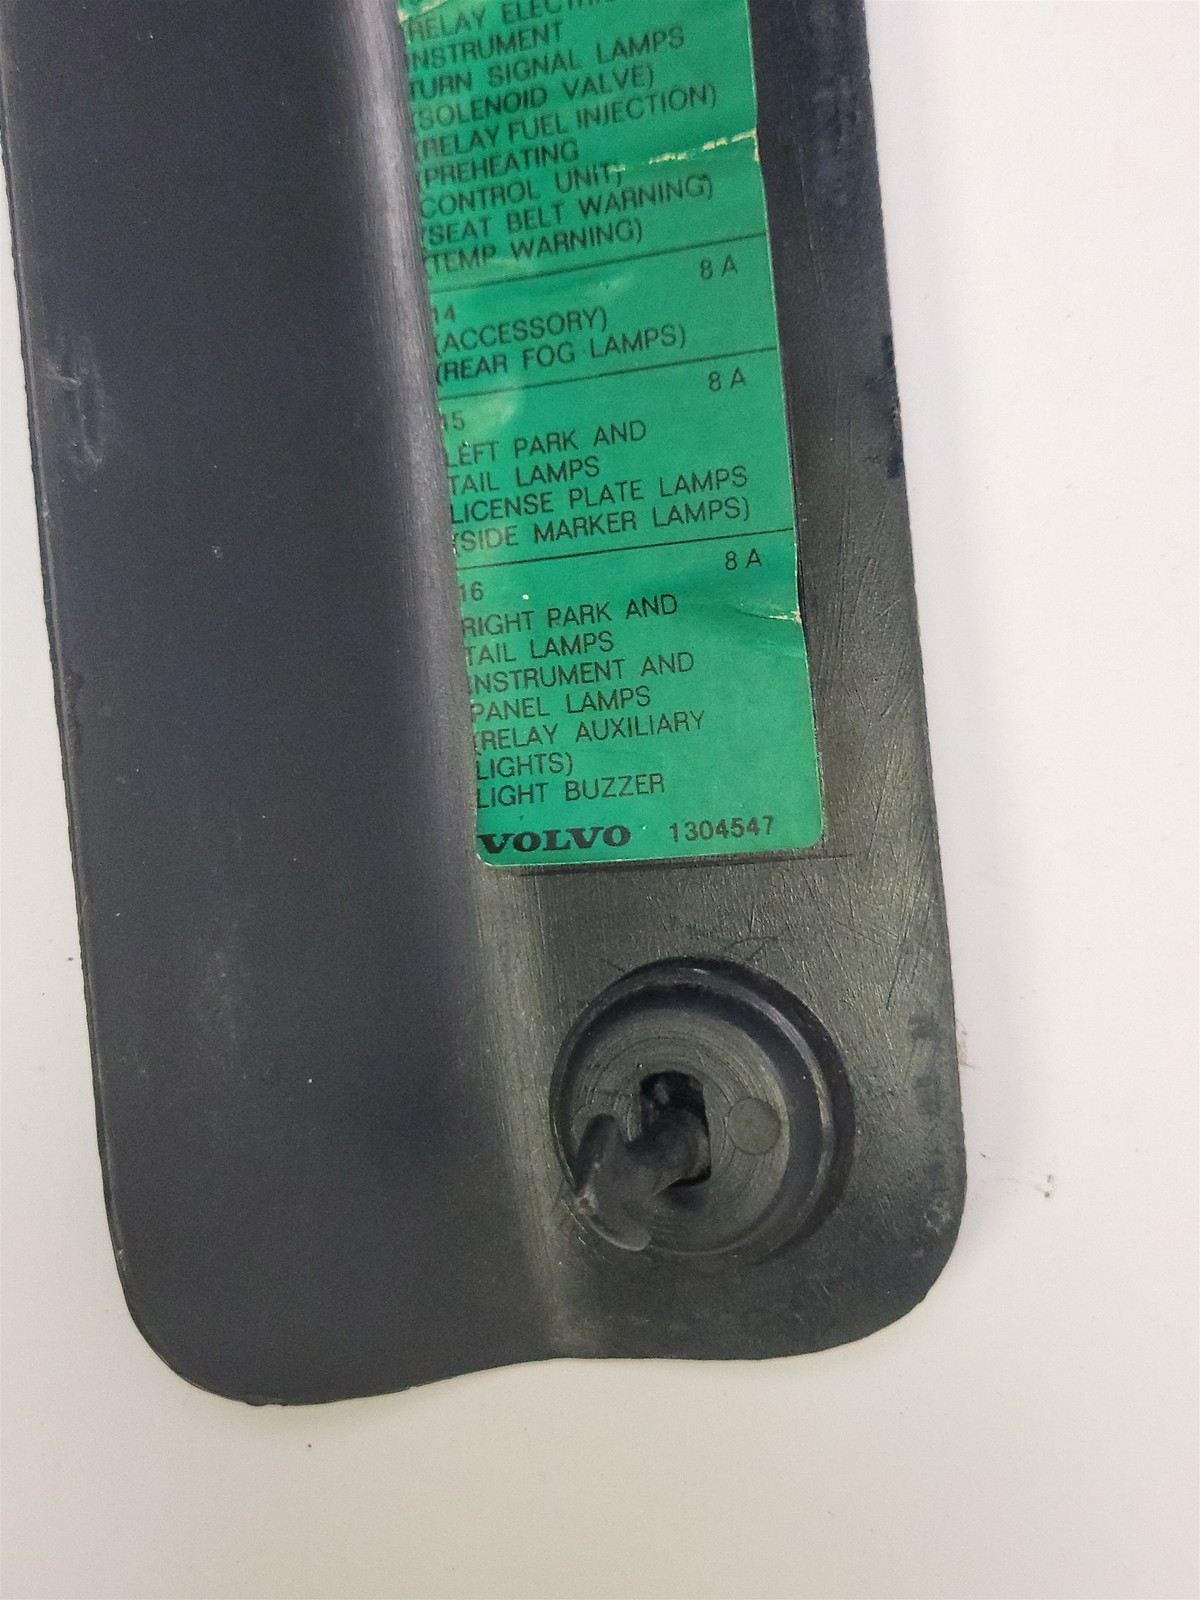 (RELAY
INSTRUMENT
TURN SIGNAL LAMPS
(SOLENOID VALVE)
(RELAY FUEL INJECTION)
(PREHEATING
CONTROL UNIT)
(SEAT BELT WARNING)
(TEMP WARNING)
8 A
14
(ACCESSORY)
(REAR FOG LAMPS)
8 A
15
LEFT PARK AND
TAIL LAMPS
LICENSE PLATE LAMPS
(SIDE MARKER LAMPS)
8 A
16
RIGHT PARK AND
TAIL LAMPS
INSTRUMENT AND
PANEL LAMPS
(RELAY AUXILIARY
LIGHTS)
LIGHT BUZZER
VOLVO 1304547